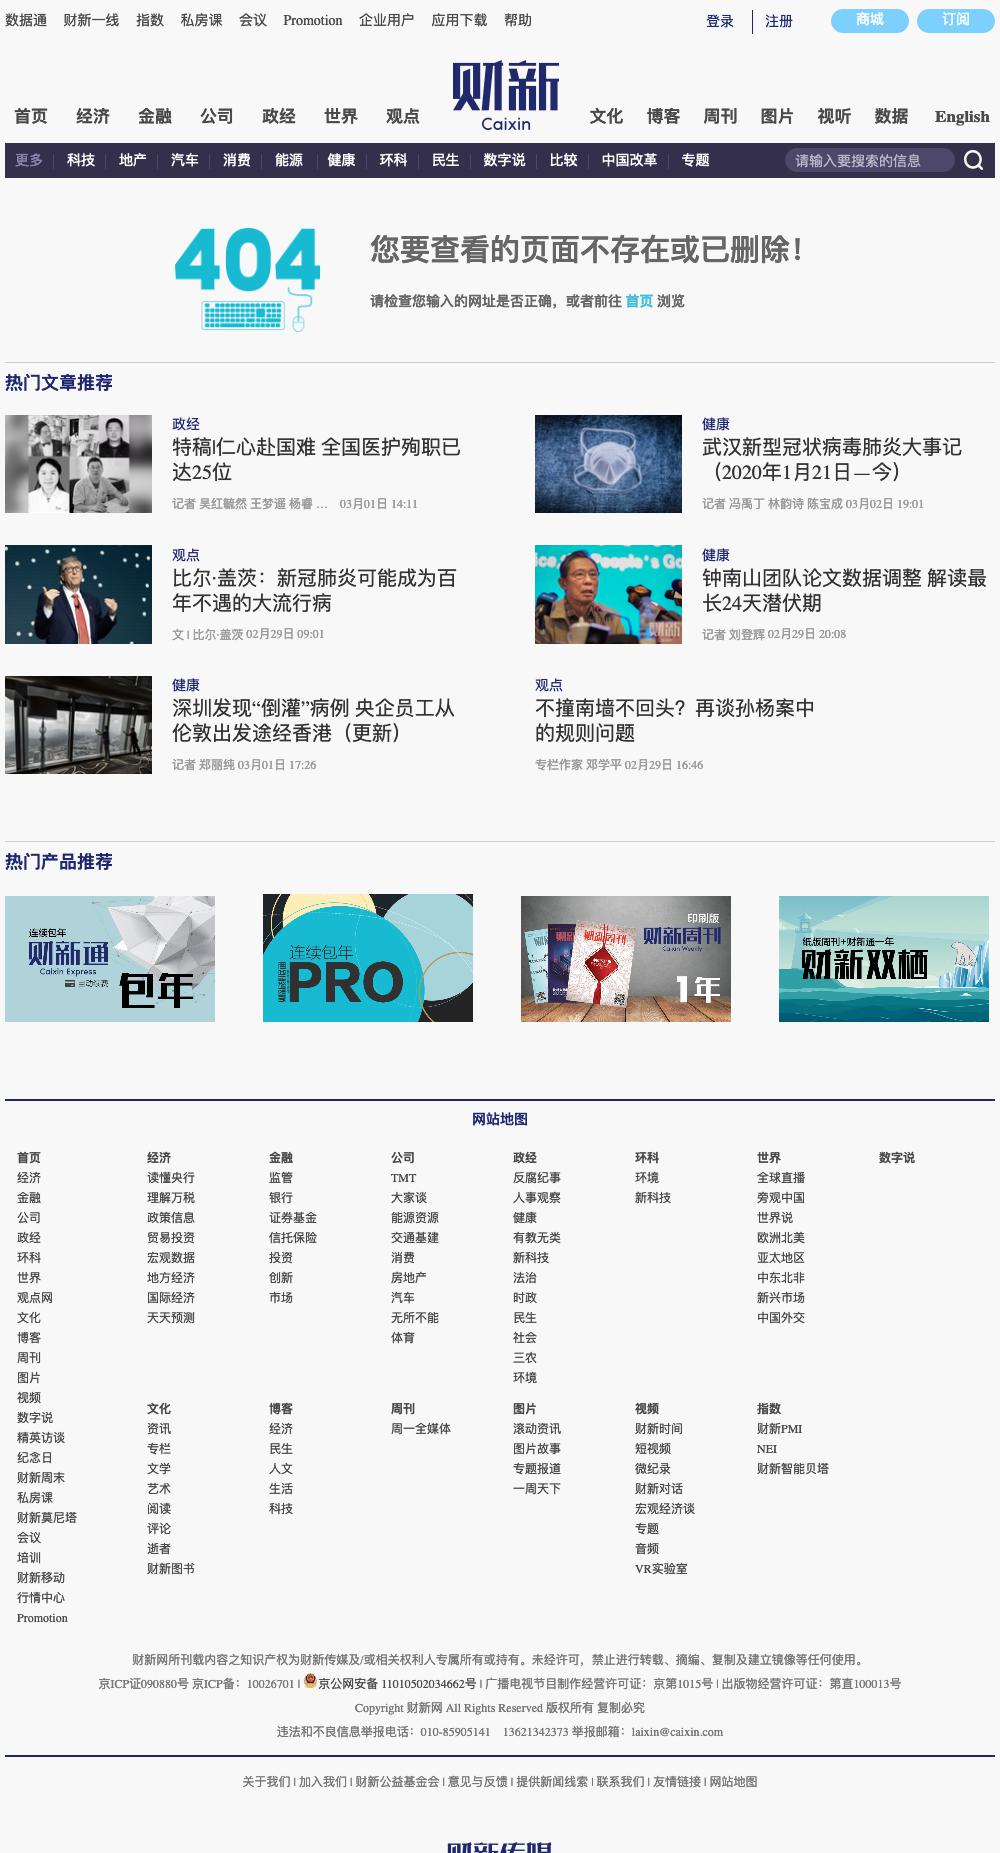 数据通 财新一线 指数 私房课 会议 Promotion 企业用户 应用下载 帮助 登录 注册 商城 订阅
财新
Caixin
首页 经济 金融 公司 政经 世界 观点 文化 博客 周刊 图片 视听 数据 English
更多 科技 地产 汽车 消费 能源 健康 环科 民生 数字说 比较 中国改革 专题 请输入要搜索的信息
404
您要查看的页面不存在或已删除！
请检查您输入的网址是否正确，或者前往 首页 浏览
热门文章推荐
政经
特稿|仁心赴国难 全国医护殉职已
达25位
记者 吴红毓然 王梦遥 杨睿 … 03月01日 14:11
健康
武汉新型冠状病毒肺炎大事记
（2020年1月21日—今）
记者 冯禹丁 林韵诗 陈宝成 03月02日 19:01
观点
比尔·盖茨：新冠肺炎可能成为百
年不遇的大流行病
文 | 比尔·盖茨 02月29日 09:01
健康
钟南山团队论文数据调整 解读最
长24天潜伏期
记者 刘登辉 02月29日 20:08
健康
深圳发现“倒灌”病例 央企员工从
伦敦出发途经香港（更新）
记者 郑丽纯 03月01日 17:26
观点
不撞南墙不回头？再谈孙杨案中
的规则问题
专栏作家 邓学平 02月29日 16:46
热门产品推荐
连续包年
财新通
Caixin Express
自动续费
包年
连续包年
PRO
印刷版
财新周刊
Caixin Weekly
1年
纸版周刊+财新通一年
财新双栖
网站地图
首页
经济
金融
公司
政经
环科
世界
观点网
文化
博客
周刊
图片
视频
数字说
精英访谈
纪念日
财新周末
私房课
财新莫尼塔
会议
培训
财新移动
行情中心
Promotion
经济
读懂央行
理解万税
政策信息
贸易投资
宏观数据
地方经济
国际经济
天天预测
金融
监管
银行
证券基金
信托保险
投资
创新
市场
公司
TMT
大家谈
能源资源
交通基建
消费
房地产
汽车
无所不能
体育
政经
反腐纪事
人事观察
健康
有教无类
新科技
法治
时政
民生
社会
三农
环境
环科
环境
新科技
世界
全球直播
旁观中国
世界说
欧洲北美
亚太地区
中东北非
新兴市场
中国外交
数字说
文化
资讯
专栏
文学
艺术
阅读
评论
逝者
财新图书
博客
经济
民生
人文
生活
科技
周刊
周一全媒体
图片
滚动资讯
图片故事
专题报道
一周天下
视频
财新时间
短视频
微纪录
财新对话
宏观经济谈
专题
音频
VR实验室
指数
财新PMI
NEI
财新智能贝塔
财新网所刊载内容之知识产权为财新传媒及/或相关权利人专属所有或持有。未经许可，禁止进行转载、摘编、复制及建立镜像等任何使用。
京ICP证090880号 京ICP备：10026701 | 京公网安备 11010502034662号 | 广播电视节目制作经营许可证：京第1015号 | 出版物经营许可证：第直100013号
Copyright 财新网 All Rights Reserved 版权所有 复制必究
违法和不良信息举报电话：010-85905141 13621342373 举报邮箱：laixin@caixin.com
关于我们 | 加入我们 | 财新公益基金会 | 意见与反馈 | 提供新闻线索 | 联系我们 | 友情链接 | 网站地图
财新传媒